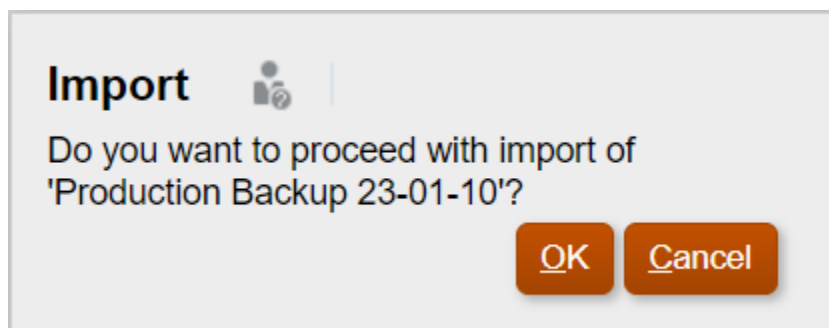 Import
Do you want to proceed with import of
'Production Backup 23-01-10'?
OK Cancel